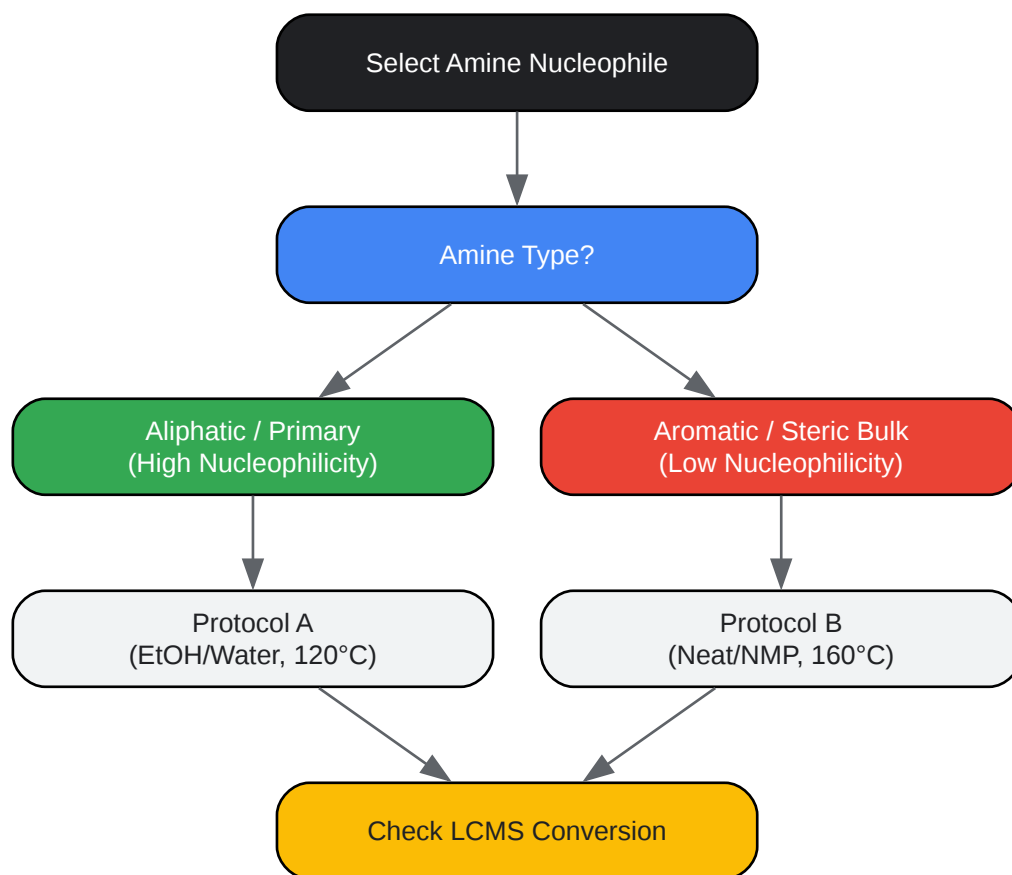 Select Amine Nucleophile
Amine Type?
Aliphatic / Primary
(High Nucleophilicity)
Aromatic / Steric Bulk
(Low Nucleophilicity)
Protocol A
(EtOH/Water, 120°C)
Protocol B
(Neat/NMP, 160°C)
Check LCMS Conversion